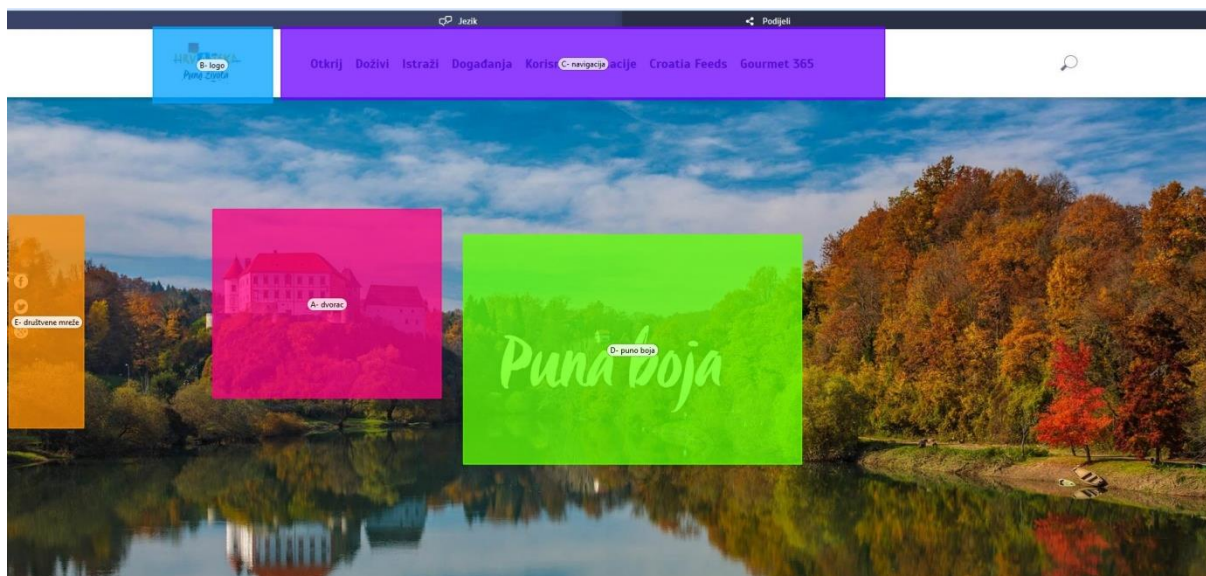 Jezik
Podijeli
B- logo
Puna života
Otkrij Doživi Istraži Događanja C- navigacija Croatia Feeds Gourmet 365
A- dvorac
E- društvene mreže
D- puno boja
Puna boja